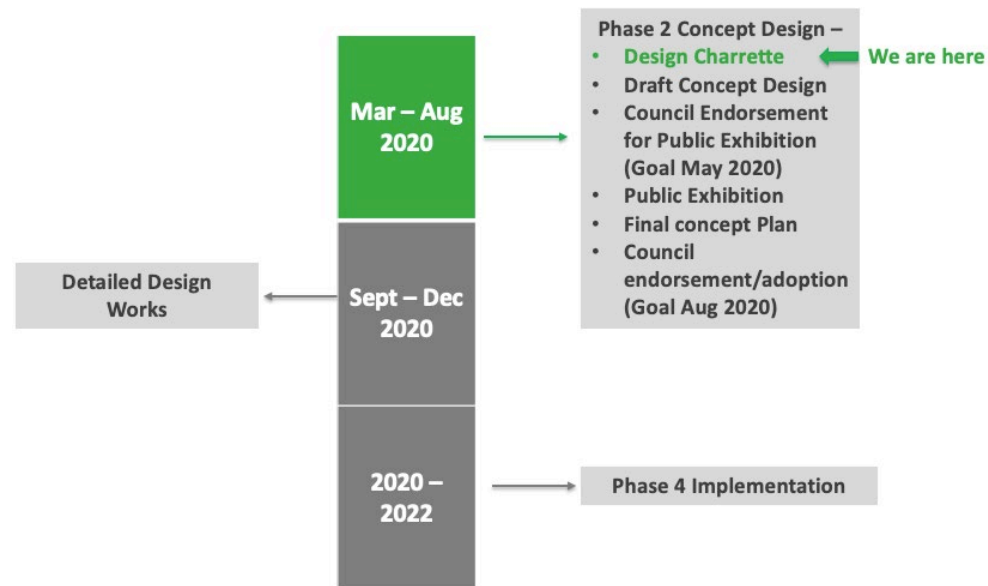 Phase 2 Concept Design –
• Design Charrette
We are here
• Draft Concept Design
• Council Endorsement
for Public Exhibition
(Goal May 2020)
• Public Exhibition
• Final concept Plan
• Council
endorsement/adoption
(Goal Aug 2020)
Mar – Aug
2020
Detailed Design
Works
Sept – Dec
2020
2020 –
2022
Phase 4 Implementation